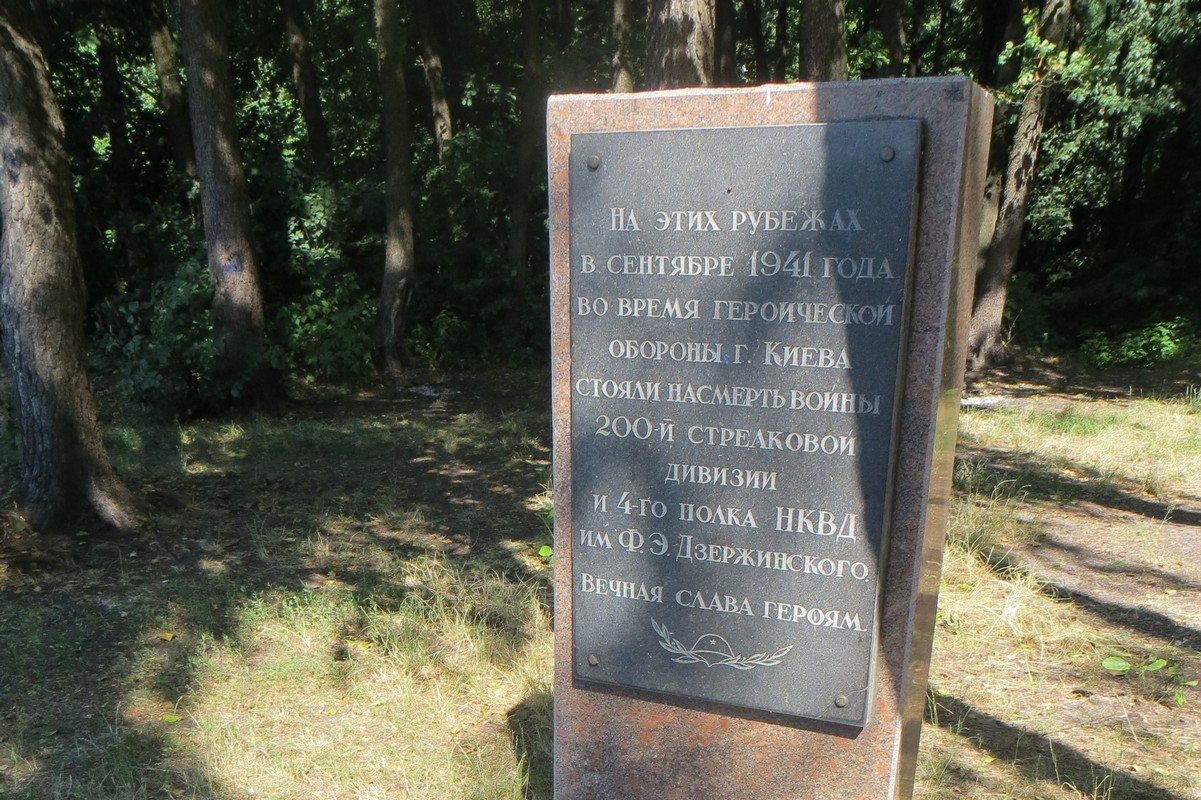 На этих рубежах
в сентябре 1941 года
во время героической
обороны г. Киева
стояли насмерть войны
200-й стрелковой
дивизии
и 4-го полка НКВД
им Ф. Э. Дзержинского.
Вечная слава героям.